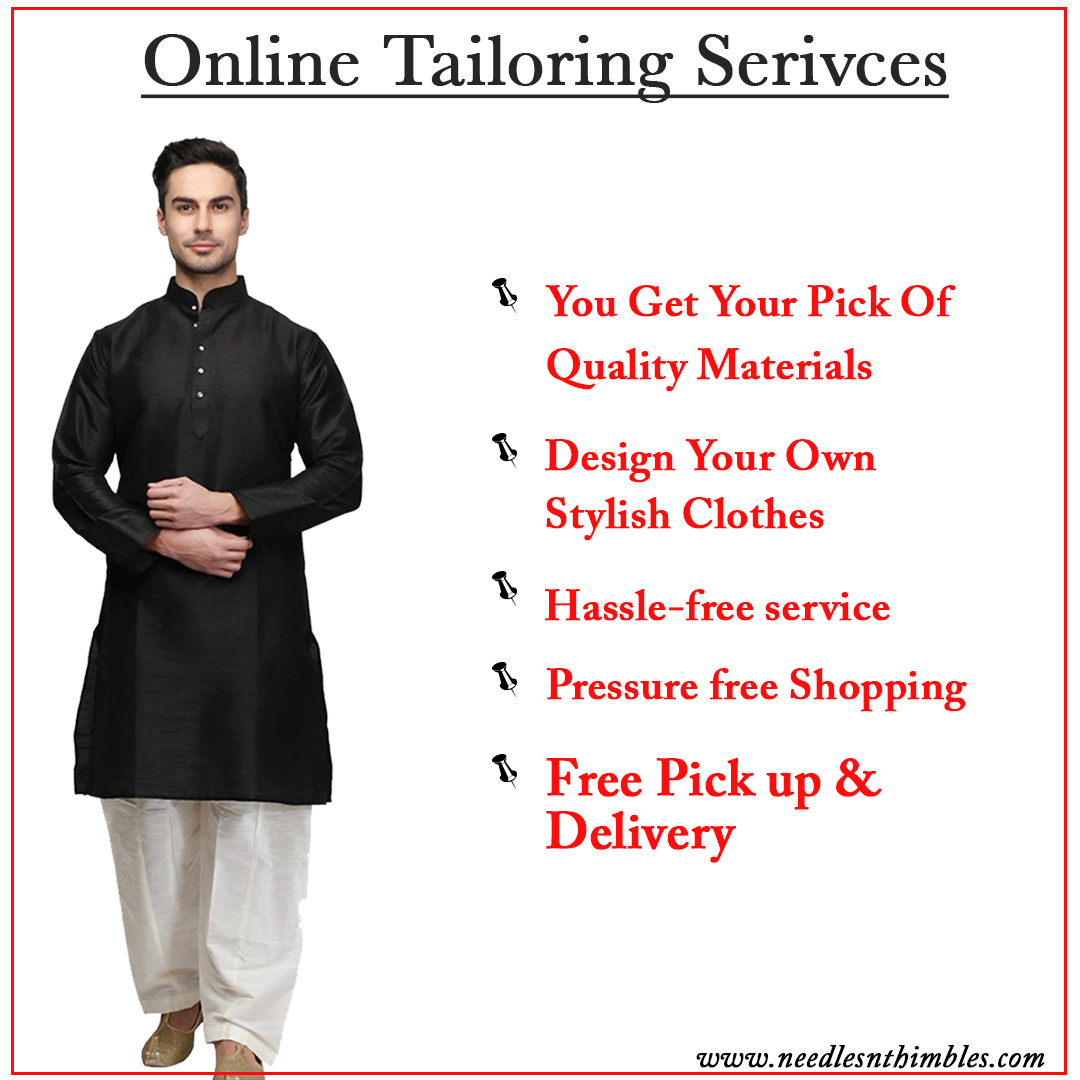 Online Tailoring Serivces
You Get Your Pick Of
Quality Materials
Design Your Own
Stylish Clothes
Hassle-free service
Pressure free Shopping
Free Pick up &
Delivery
www.needlesnthimbles.com